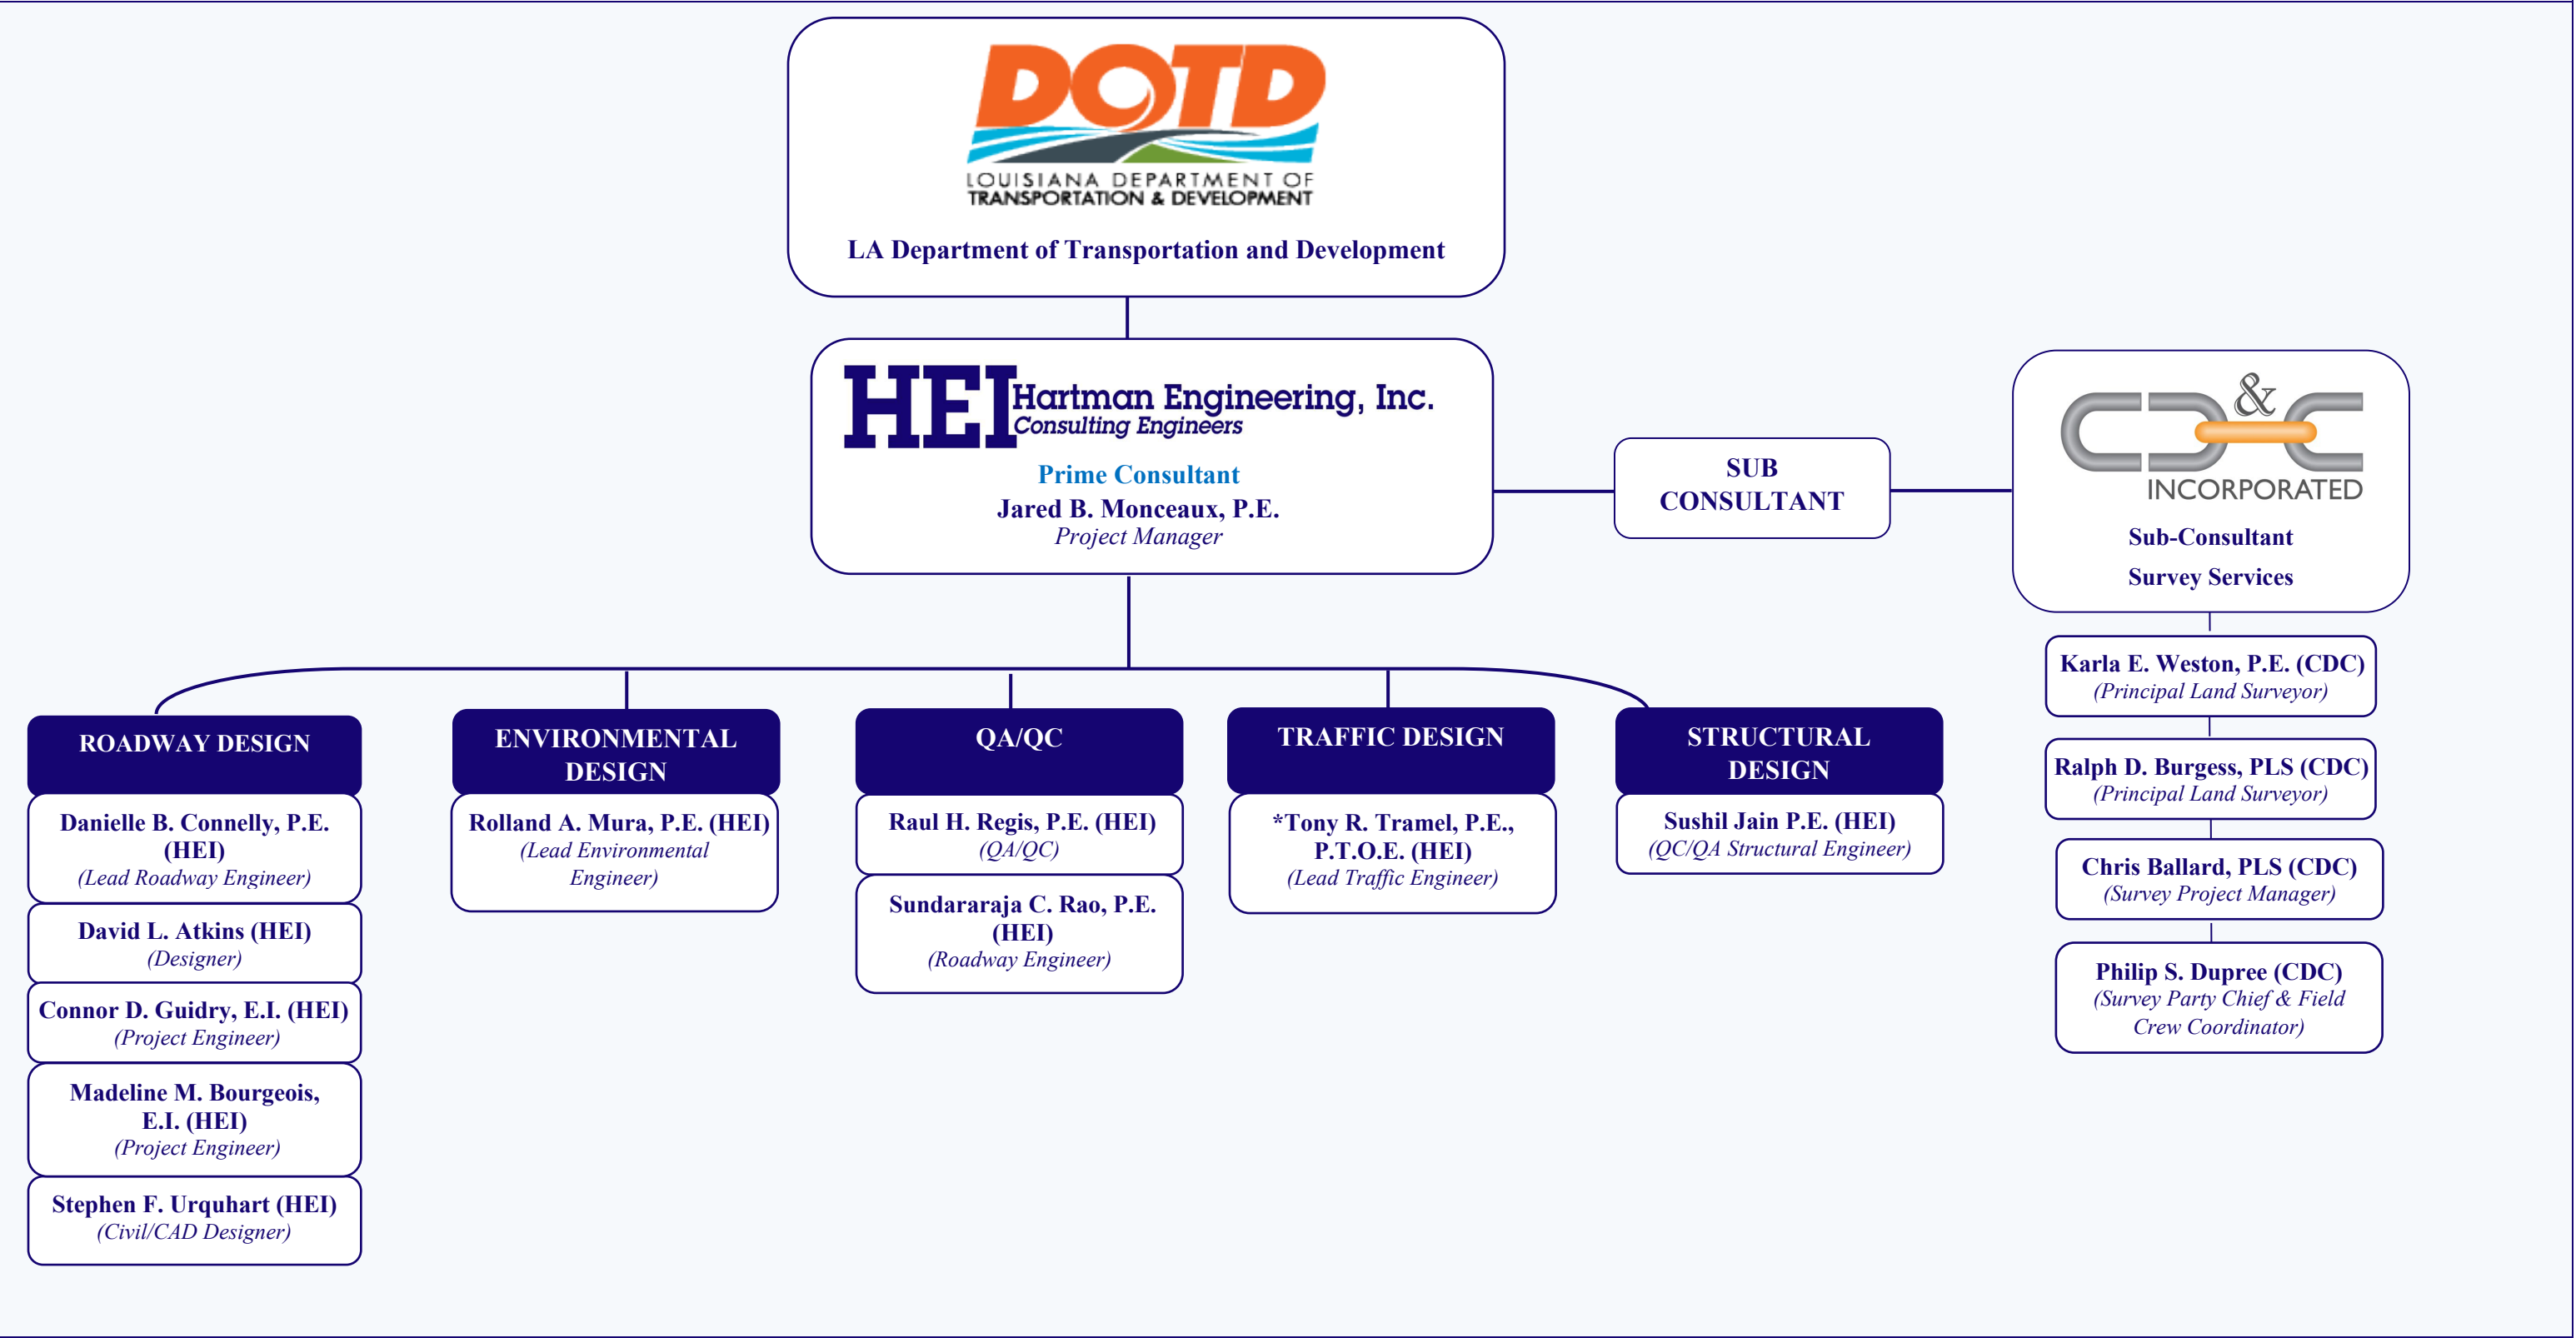 DOTD
LOUISIANA DEPARTMENT OF
TRANSPORTATION & DEVELOPMENT
LA Department of Transportation and Development
HEI Hartman Engineering, Inc.
Consulting Engineers
Prime Consultant
Jared B. Monceaux, P.E.
Project Manager
SUB
CONSULTANT
CD&C
INCORPORATED
Sub-Consultant
Survey Services
Karla E. Weston, P.E. (CDC)
(Principal Land Surveyor)
Ralph D. Burgess, PLS (CDC)
(Principal Land Surveyor)
Chris Ballard, PLS (CDC)
(Survey Project Manager)
Philip S. Dupree (CDC)
(Survey Party Chief & Field
Crew Coordinator)
ROADWAY DESIGN
Danielle B. Connelly, P.E.
(HEI)
(Lead Roadway Engineer)
David L. Atkins (HEI)
(Designer)
Connor D. Guidry, E.I. (HEI)
(Project Engineer)
Madeline M. Bourgeois,
E.I. (HEI)
(Project Engineer)
Stephen F. Urquhart (HEI)
(Civil/CAD Designer)
ENVIRONMENTAL
DESIGN
Rolland A. Mura, P.E. (HEI)
(Lead Environmental
Engineer)
QA/QC
Raul H. Regis, P.E. (HEI)
(QA/QC)
Sundararaja C. Rao, P.E.
(HEI)
(Roadway Engineer)
TRAFFIC DESIGN
*Tony R. Tramel, P.E.,
P.T.O.E. (HEI)
(Lead Traffic Engineer)
STRUCTURAL
DESIGN
Sushil Jain P.E. (HEI)
(QC/QA Structural Engineer)